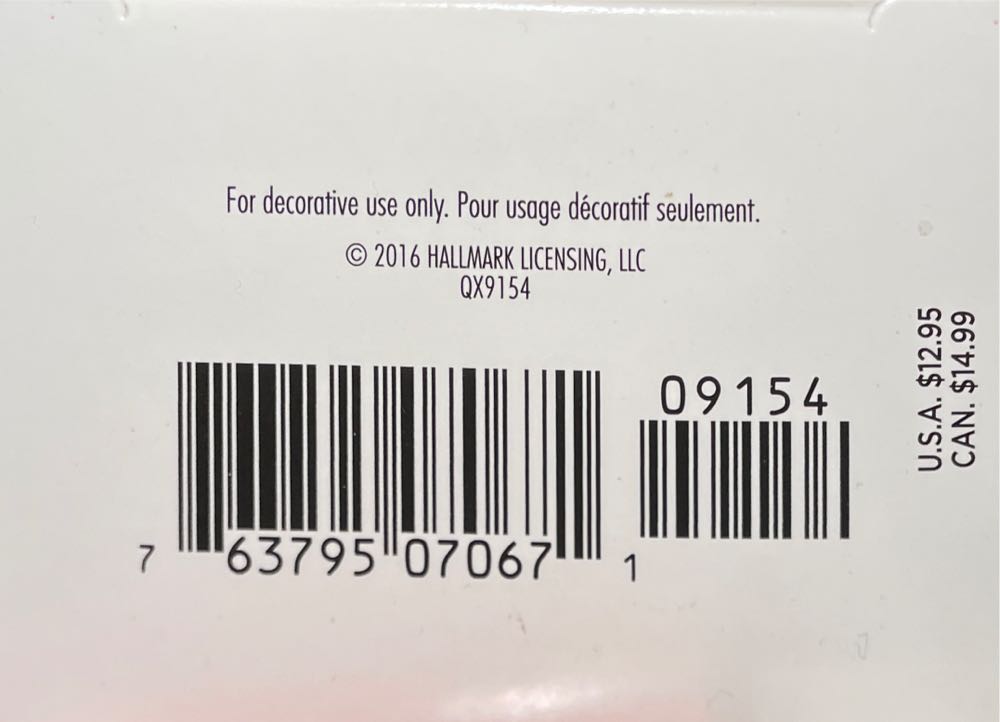 For decorative use only. Pour usage décoratif seulement.
© 2016 HALLMARK LICENSING, LLC
QX9154
09154
7 63795 07067 1
U.S.A. $12.95
CAN. $14.99